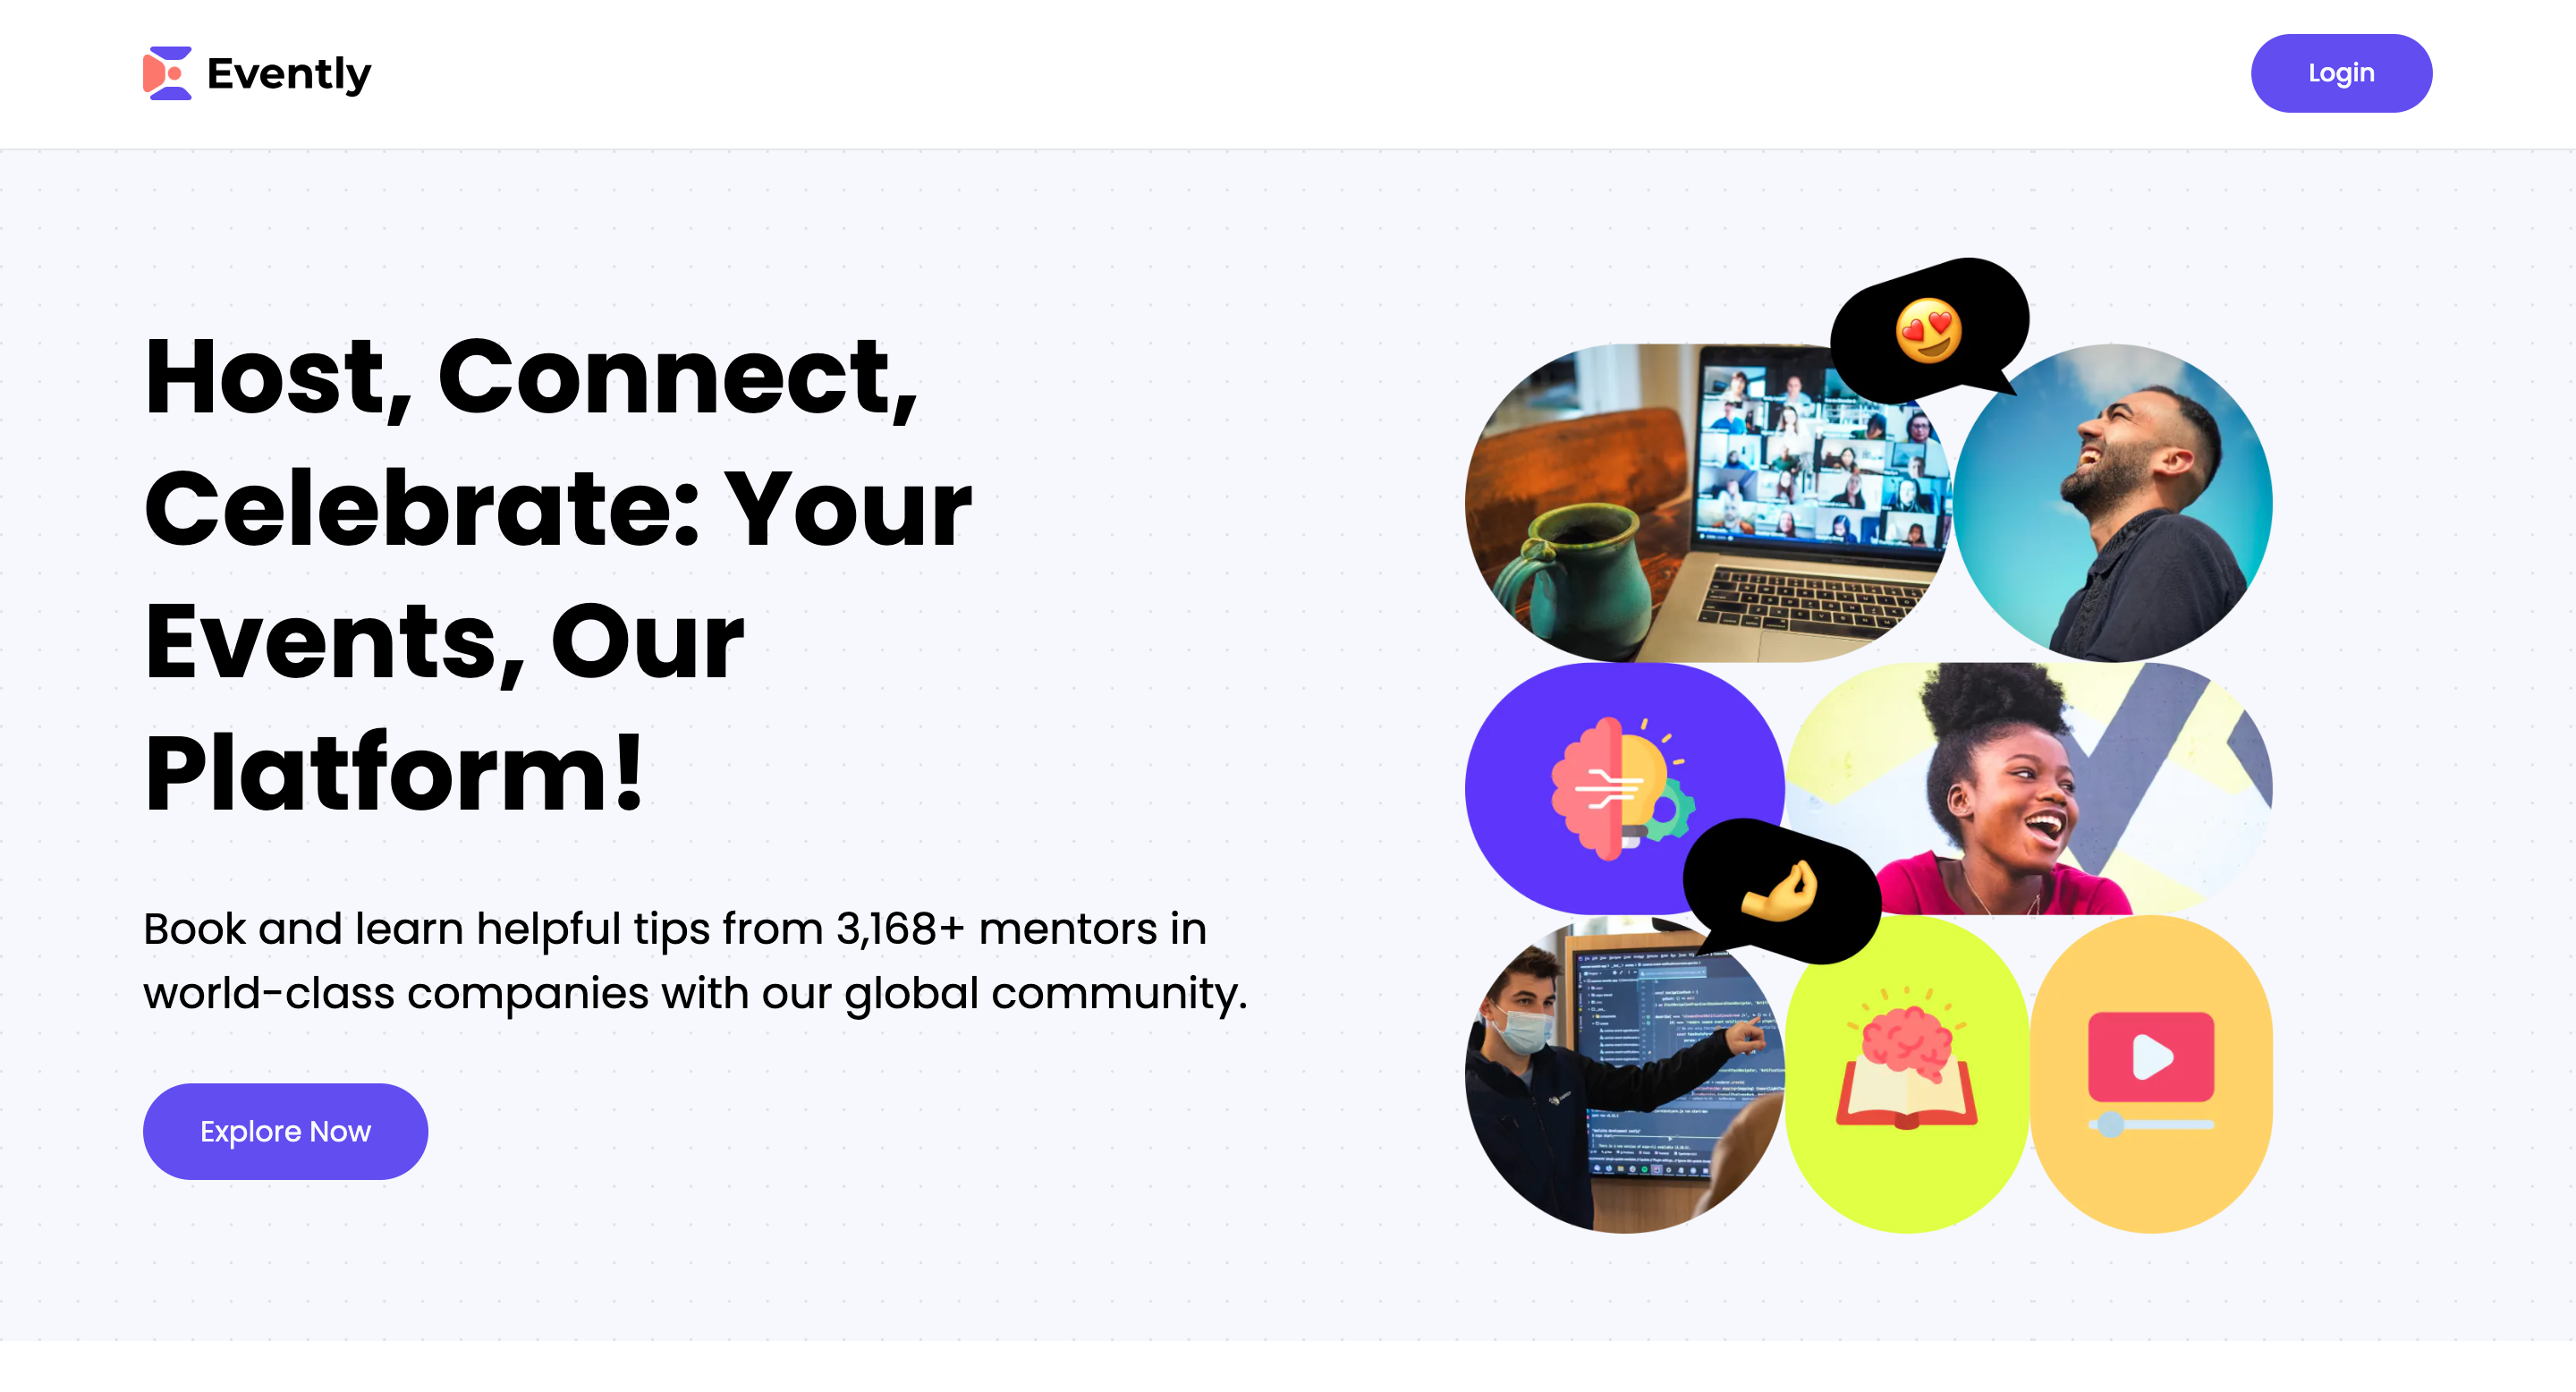 Evently
Login
Host, Connect,
Celebrate: Your
Events, Our
Platform!
Book and learn helpful tips from 3,168+ mentors in
world-class companies with our global community.
Explore Now